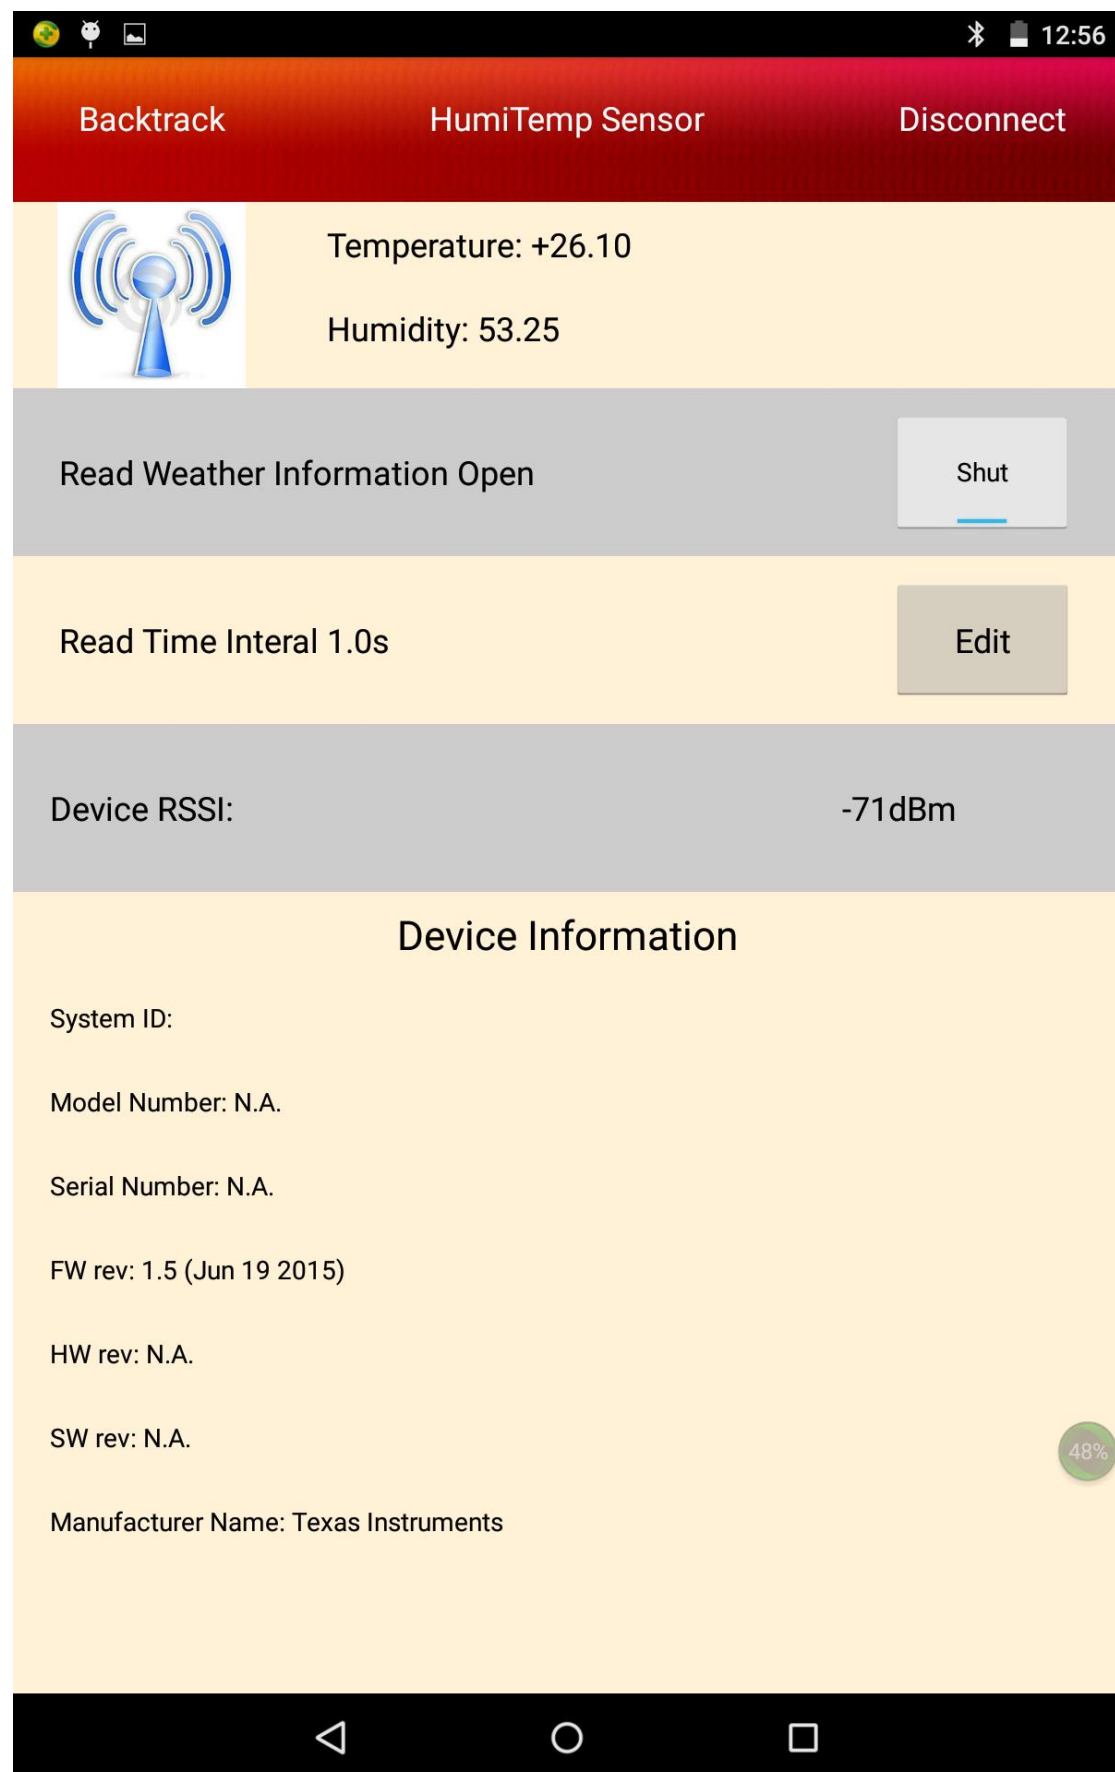 12:56
Backtrack HumiTemp Sensor Disconnect
Temperature: +26.10
Humidity: 53.25
Read Weather Information Open Shut
Read Time Interal 1.0s Edit
Device RSSI: -71dBm
Device Information
System ID:
Model Number: N.A.
Serial Number: N.A.
FW rev: 1.5 (Jun 19 2015)
HW rev: N.A.
SW rev: N.A.
48%
Manufacturer Name: Texas Instruments